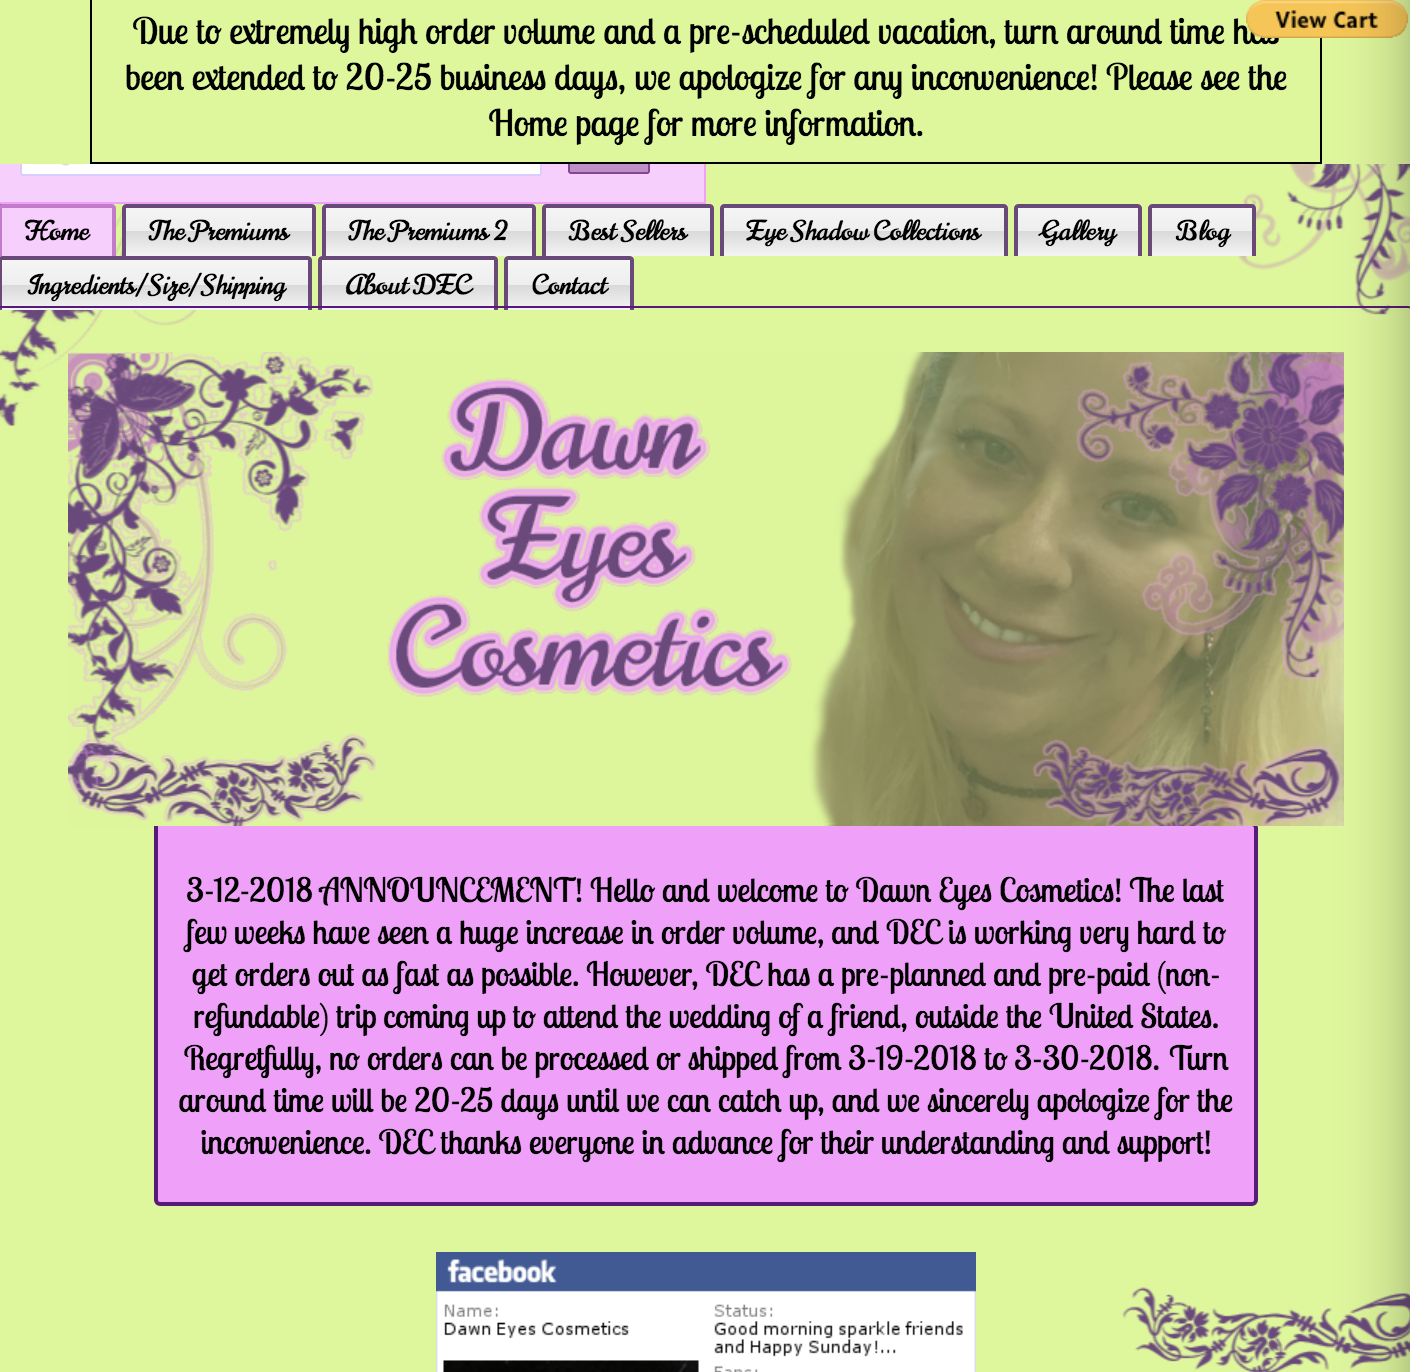 View Cart
Due to extremely high order volume and a pre-scheduled vacation, turn around time has
been extended to 20-25 business days, we apologize for any inconvenience! Please see the
Home page for more information.
Home The Premiums The Premiums 2 Best Sellers Eye Shadow Collections Gallery Blog
Ingredients/Size/Shipping About DEC Contact
Dawn
Eyes
Cosmetics
3-12-2018 ANNOUNCEMENT! Hello and welcome to Dawn Eyes Cosmetics! The last
few weeks have seen a huge increase in order volume, and DEC is working very hard to
get orders out as fast as possible. However, DEC has a pre-planned and pre-paid (non-
refundable) trip coming up to attend the wedding of a friend, outside the United States.
Regretfully, no orders can be processed or shipped from 3-19-2018 to 3-30-2018. Turn
around time will be 20-25 days until we can catch up, and we sincerely apologize for the
inconvenience. DEC thanks everyone in advance for their understanding and support!
facebook
Name:
Dawn Eyes Cosmetics
Status:
Good morning sparkle friends
and Happy Sunday!...